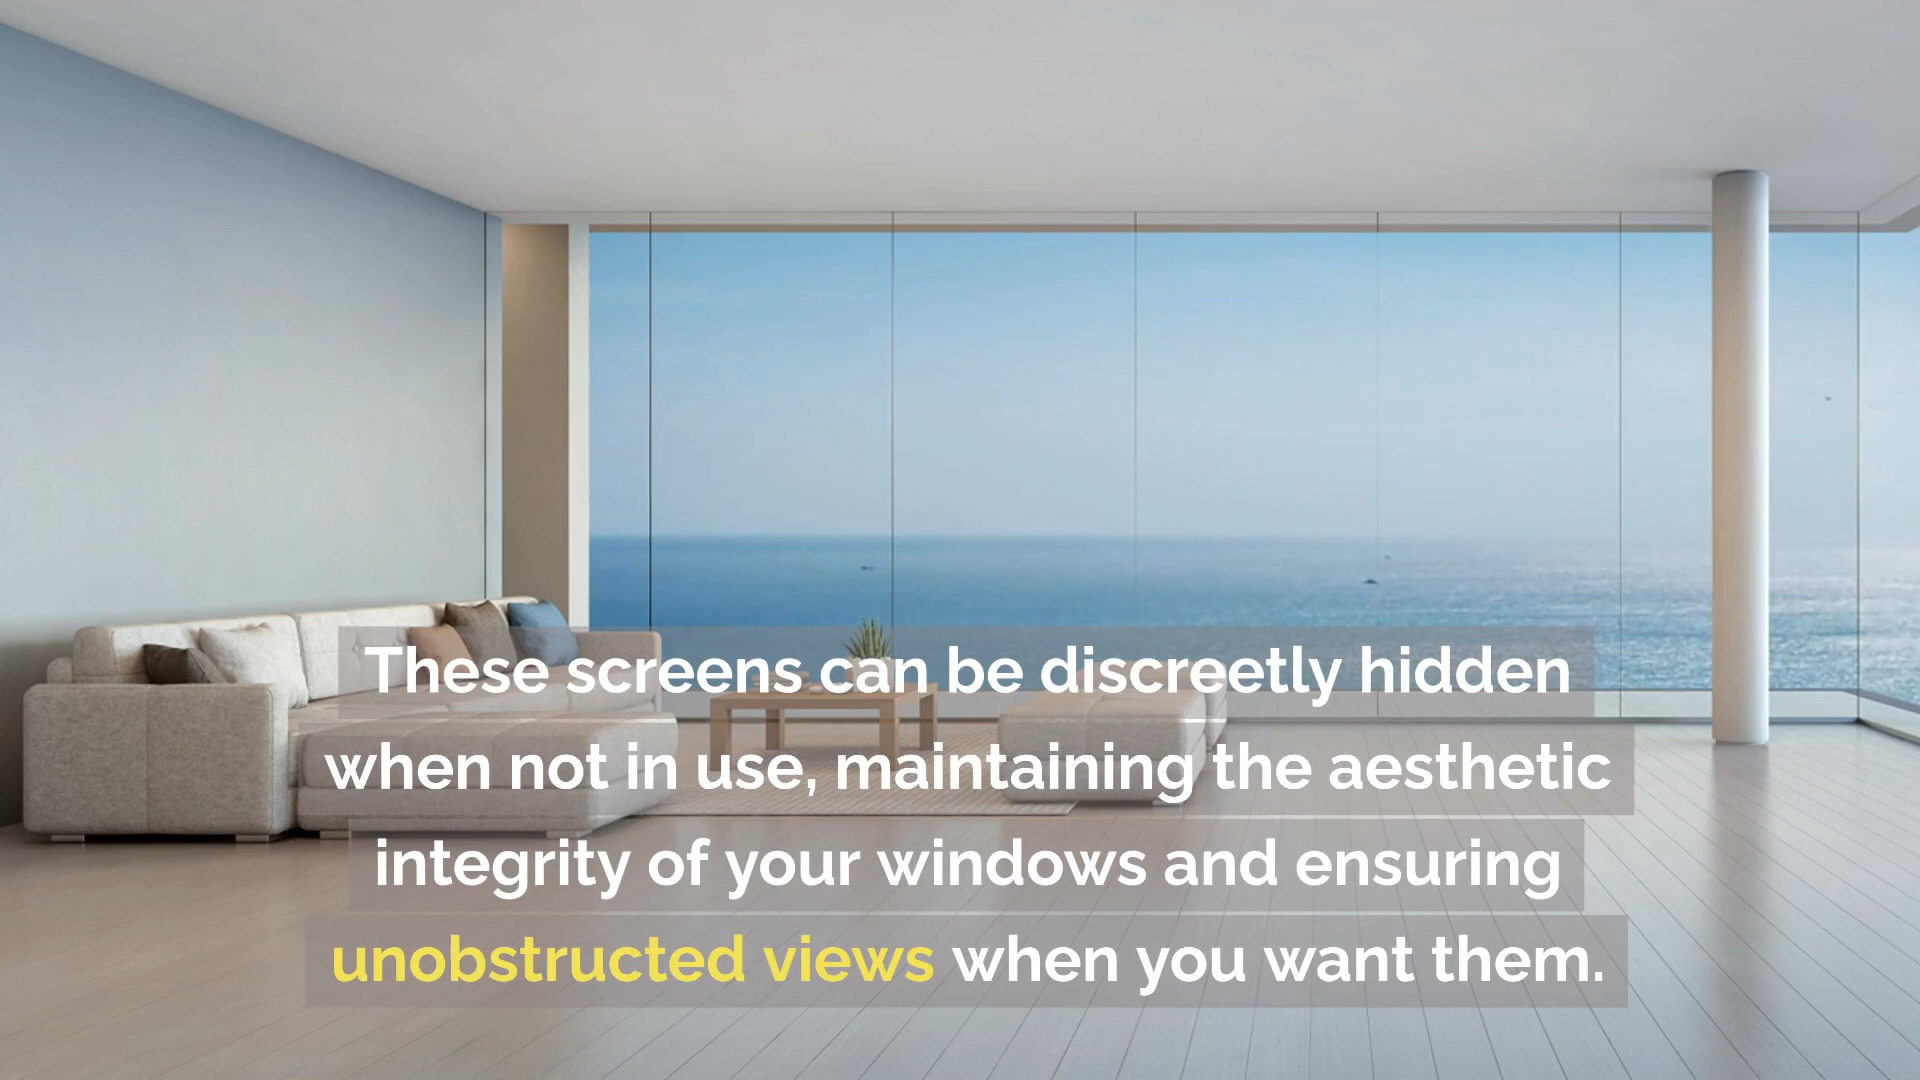 These screens can be discreetly hidden
when not in use, maintaining the aesthetic
integrity of your windows and ensuring
unobstructed views when you want them.